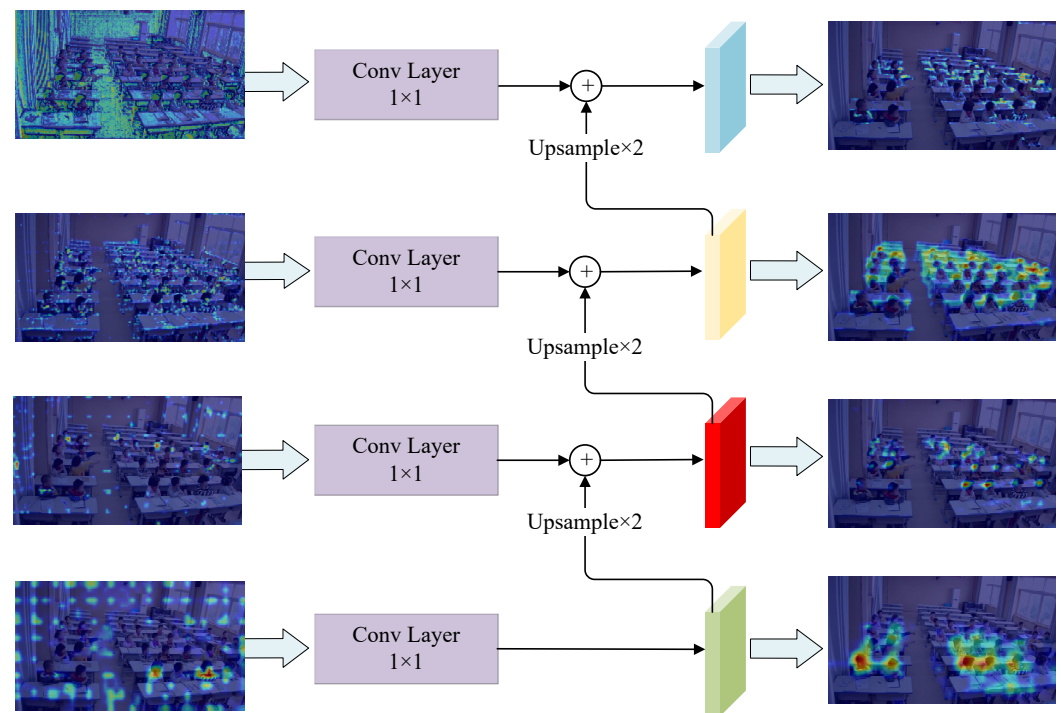 Conv Layer
1×1
+
Upsample×2
Conv Layer
1×1
+
Upsample×2
Conv Layer
1×1
+
Upsample×2
Conv Layer
1×1